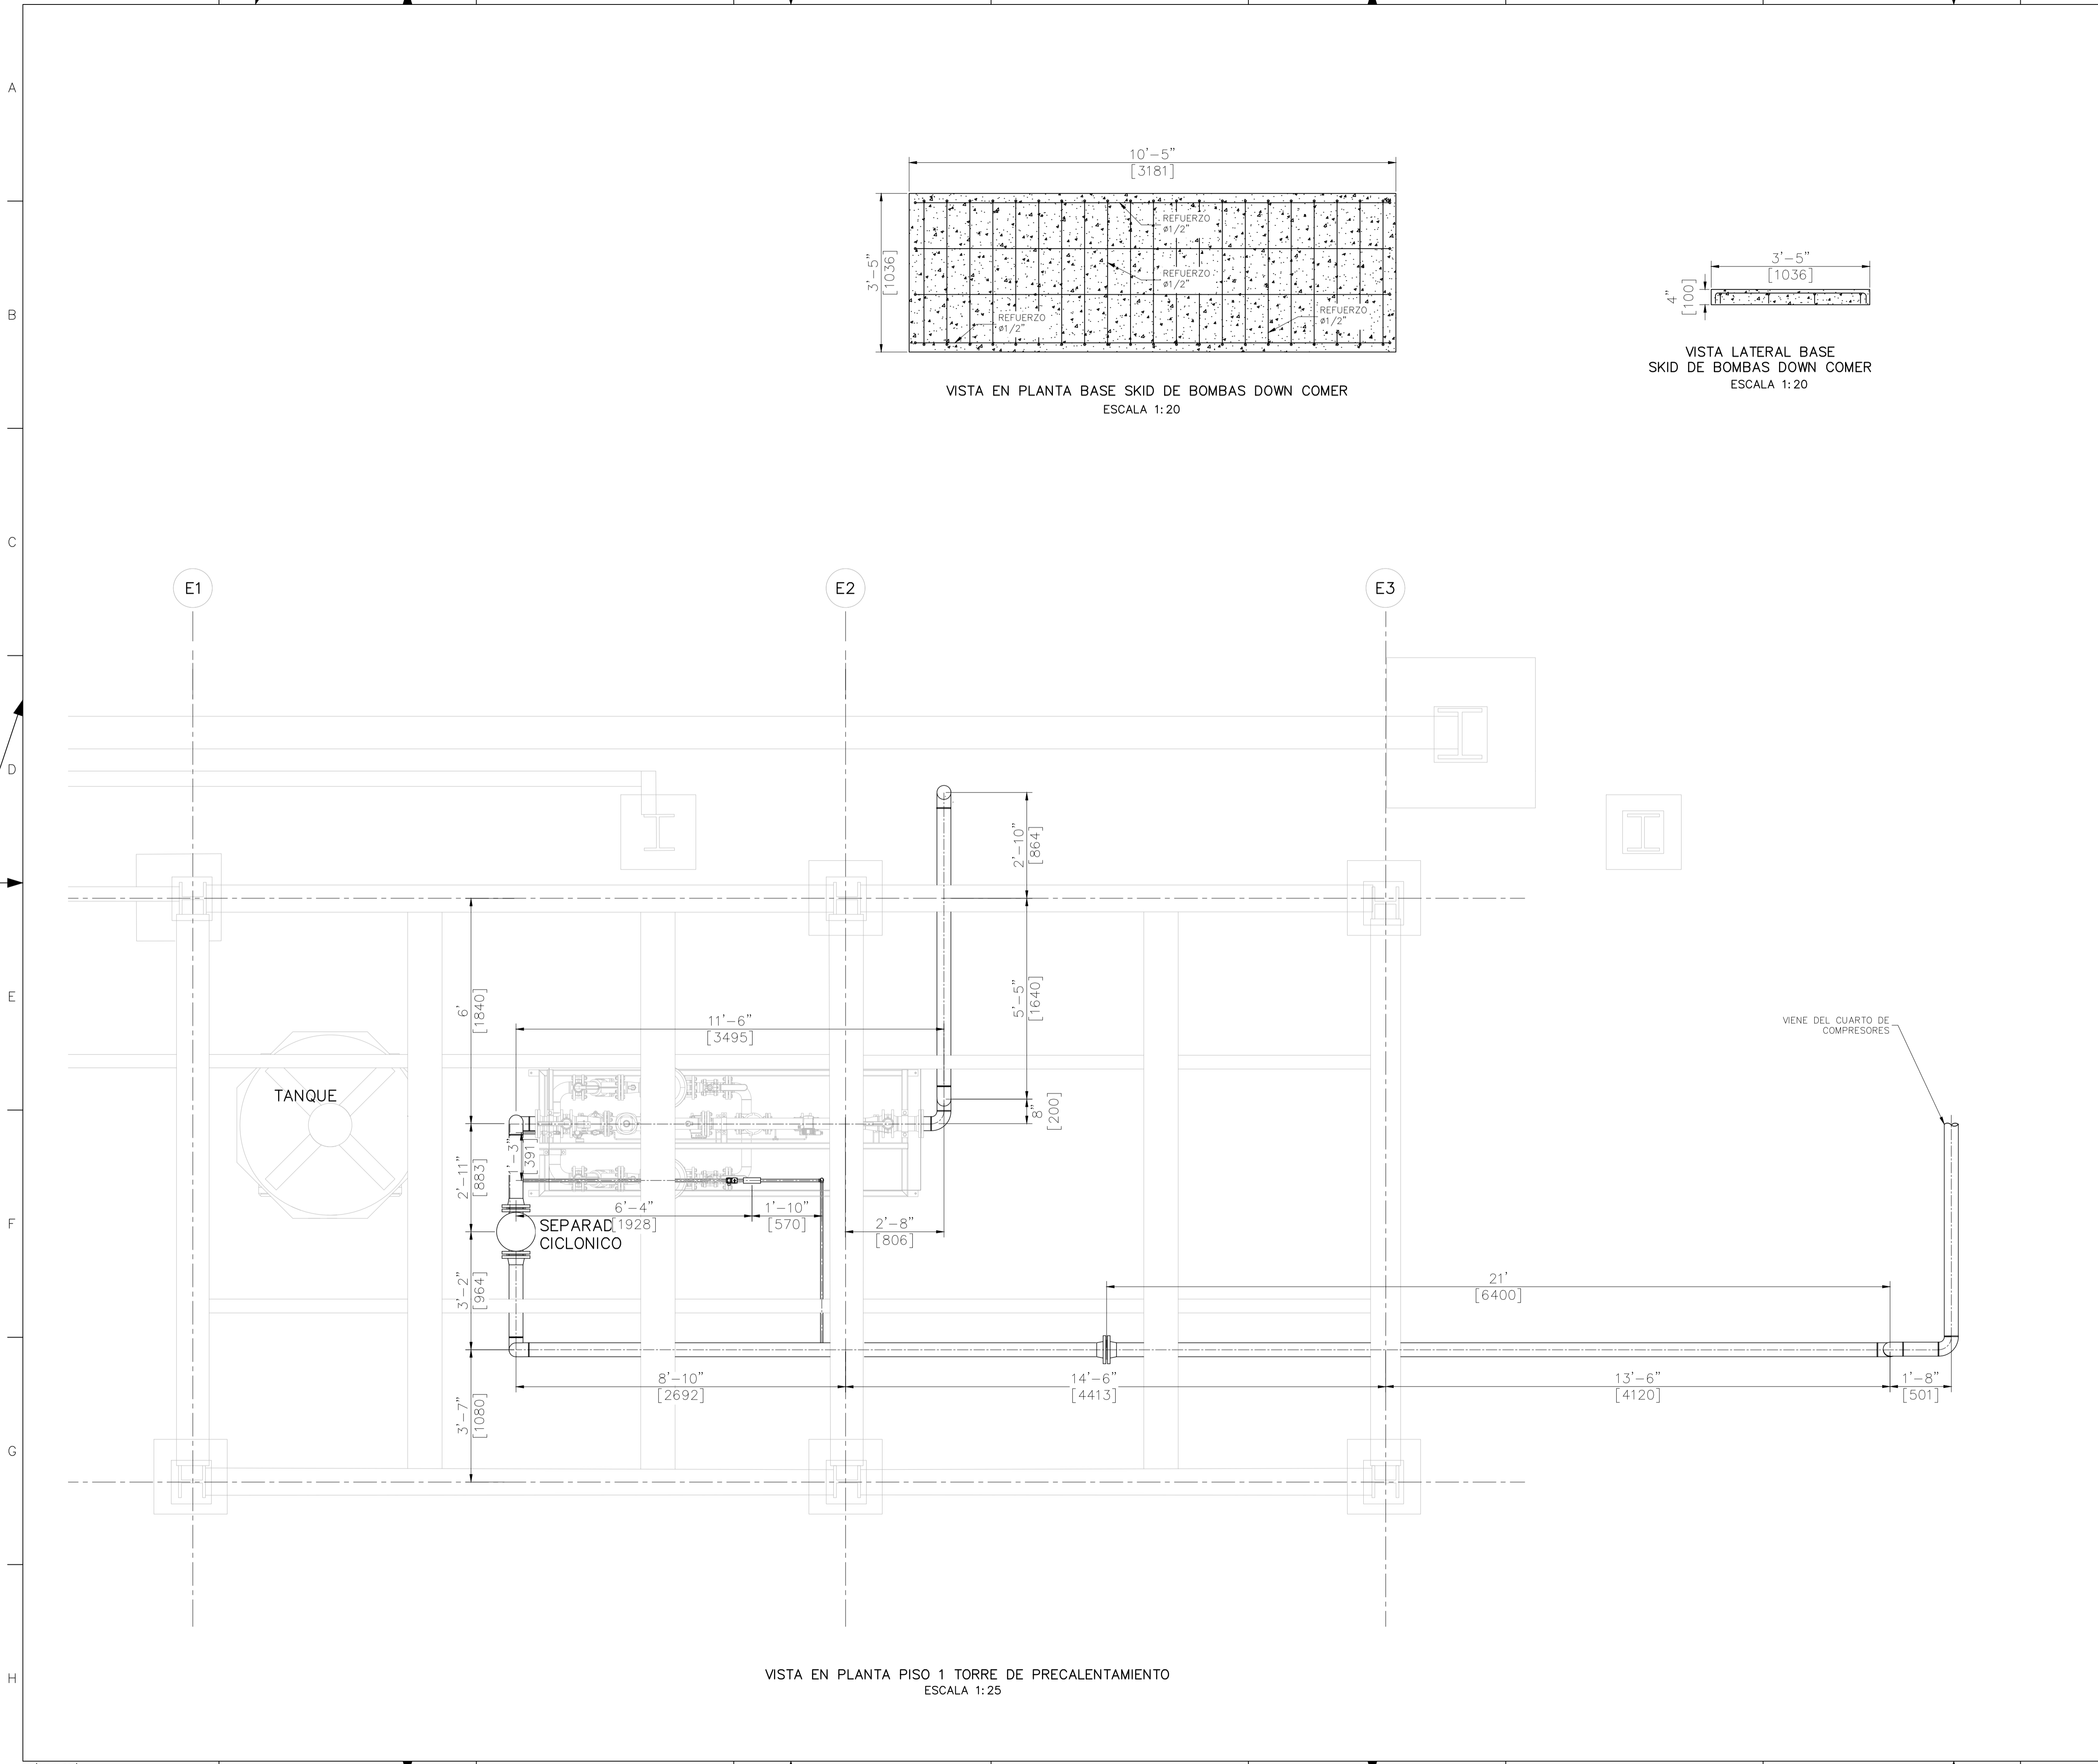 A
B
C
D
E
F
G
H
10'-5"
[3181]
3'-5"
[1036]
REFUERZO
ø1/2"
REFUERZO
ø1/2"
REFUERZO
ø1/2"
REFUERZO
ø1/2"
VISTA EN PLANTA BASE SKID DE BOMBAS DOWN COMER
ESCALA 1:20
3'-5"
[1036]
4"
[100]
VISTA LATERAL BASE
SKID DE BOMBAS DOWN COMER
ESCALA 1:20
E1
E2
E3
2'-10"
[864]
6'
[1840]
5'-5"
[1640]
11'-6"
[3495]
VIENE DEL CUARTO DE
COMPRESORES
TANQUE
8"
[200]
2'-11"
[883]
1'-3"
[391]
6'-4"
[1928]
1'-10"
[570]
2'-8"
[806]
SEPARAD
CICLONICO
3'-2"
[964]
21'
[6400]
8'-10"
[2692]
14'-6"
[4413]
13'-6"
[4120]
1'-8"
[501]
3'-7"
[1080]
VISTA EN PLANTA PISO 1 TORRE DE PRECALENTAMIENTO
ESCALA 1:25